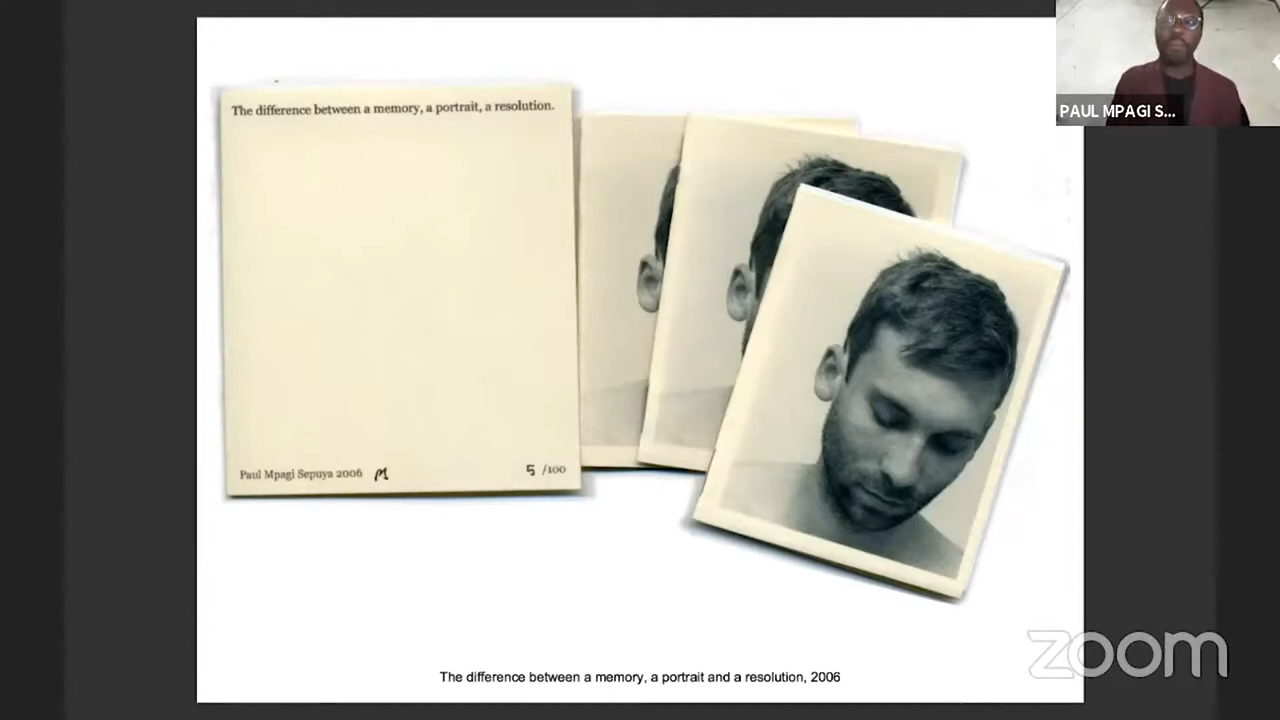 The difference between a memory, a portrait, a resolution.
PAUL MPAGI S...
Paul Mpagi Sepuya 2006 PM
5 /100
The difference between a memory, a portrait and a resolution, 2006
zoom